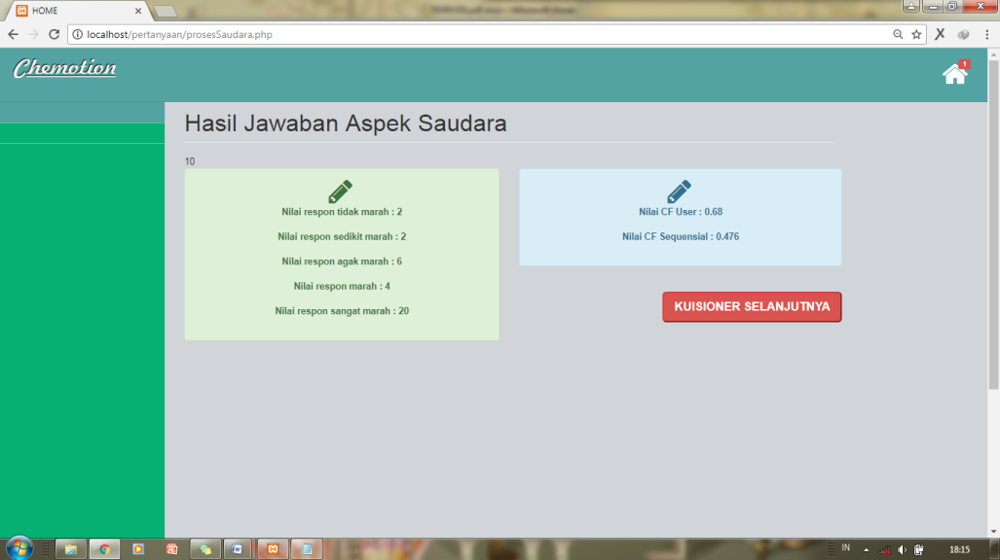 HOME
localhost/pertanyaan/prosesSaudara.php
Chemotion
1
Hasil Jawaban Aspek Saudara
10
Nilai respon tidak marah : 2
Nilai respon sedikit marah : 2
Nilai respon agak marah : 6
Nilai respon marah : 4
Nilai respon sangat marah : 20
Nilai CF User : 0.68
Nilai CF Sequensial : 0.476
KUISIONER SELANJUTNYA
IN
18:15